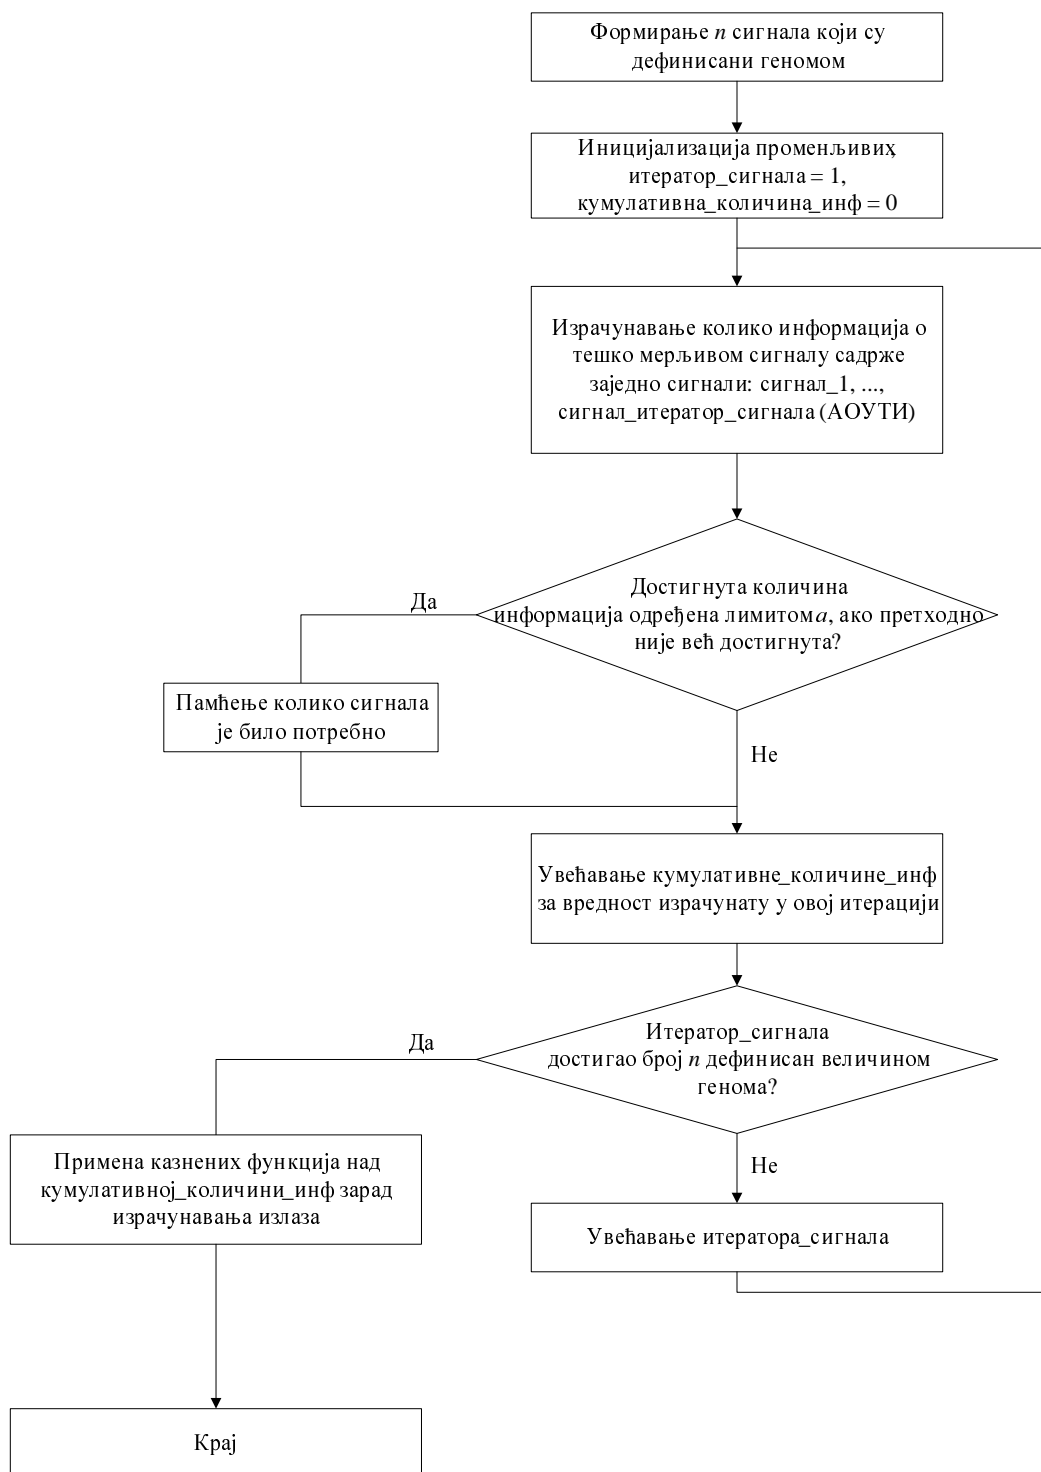 Формирање n сигнала који су
дефинисани геномом
Иницијализација променљивих,
итератор_сигнала = 1,
кумулативна_количина_инф = 0
Израчунавање колико информација о
тешко мерљивом сигналу садрже
заједно сигнали: сигнал_1, ...,
сигнал_итератор_сигнала (АОУТИ)
Достигнута количина
информација одређена лимитом a, ако претходно
није већ достигнута?
Да
Памћење колико сигнала
је било потребно
Не
Увећавање кумулативне_количине_инф
за вредност израчунату у овој итерацији
Итератор_сигнала
достигао број n дефинисан величином
генома?
Да
Не
Примена казнених функција над
кумулативној_количини_инф зарад
израчунавања излаза
Увећавање итератора_сигнала
Крај